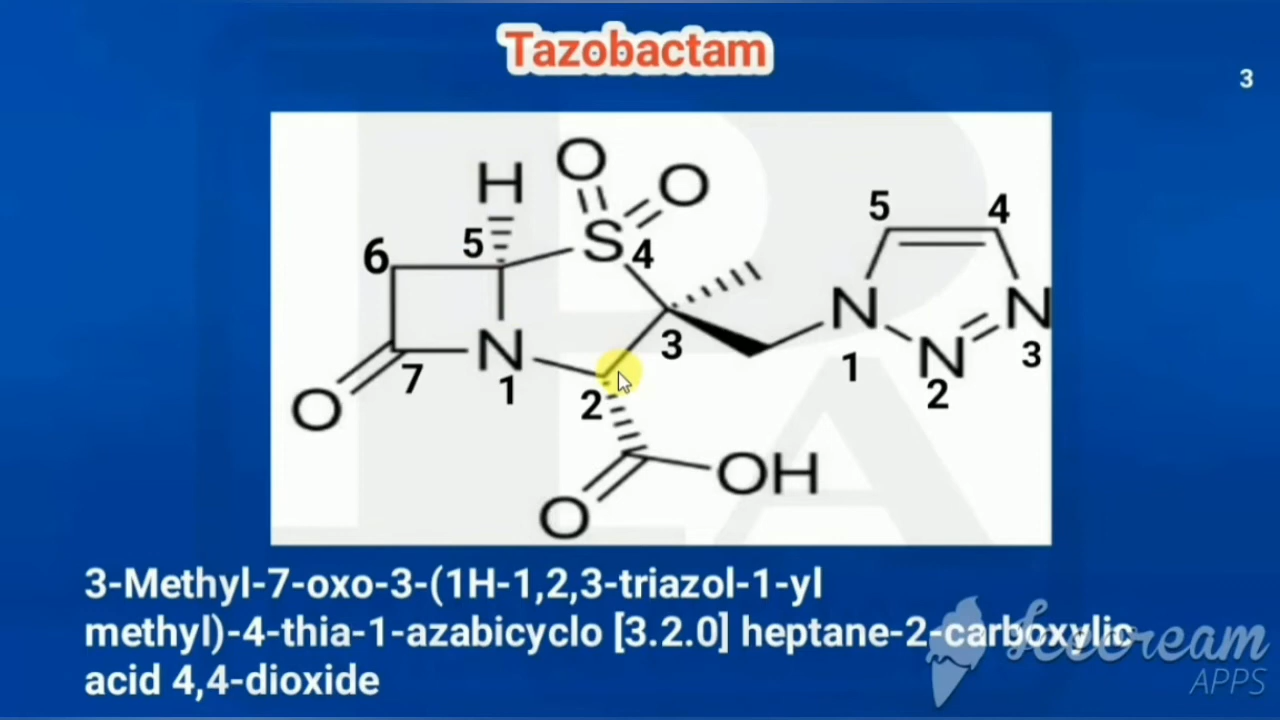 Tazobactam
3
O
H
O
5
4
5
S
6
4
N
N
3
N
3
7
1
1
N
2
O
2
OH
O
3-Methyl-7-oxo-3-(1H-1,2,3-triazol-1-yl
methyl)-4-thia-1-azabicyclo [3.2.0] heptane-2-carboxylic
acid 4,4-dioxide
Icecream
APPS